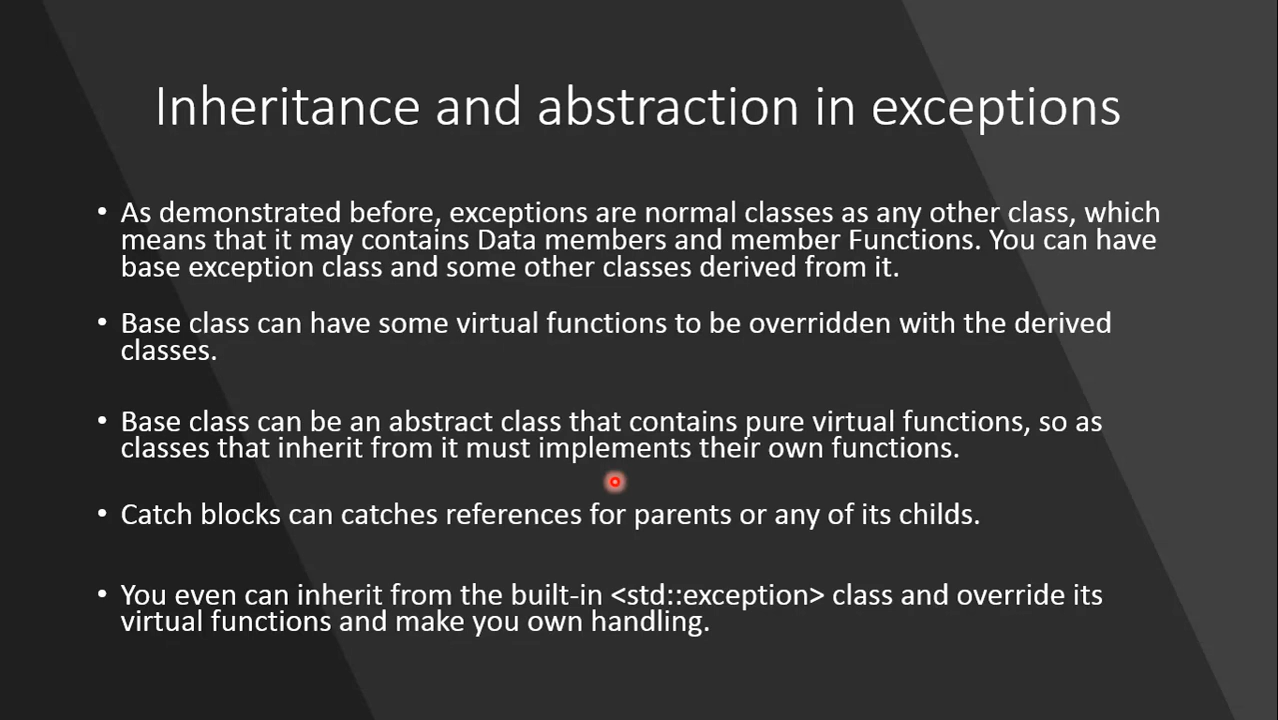 Inheritance and abstraction in exceptions
• As demonstrated before, exceptions are normal classes as any other class, which
means that it may contains Data members and member Functions. You can have
base exception class and some other classes derived from it.
• Base class can have some virtual functions to be overridden with the derived
classes.
• Base class can be an abstract class that contains pure virtual functions, so as
classes that inherit from it must implements their own functions.
• Catch blocks can catches references for parents or any of its childs.
• You even can inherit from the built-in <std::exception> class and override its
virtual functions and make you own handling.